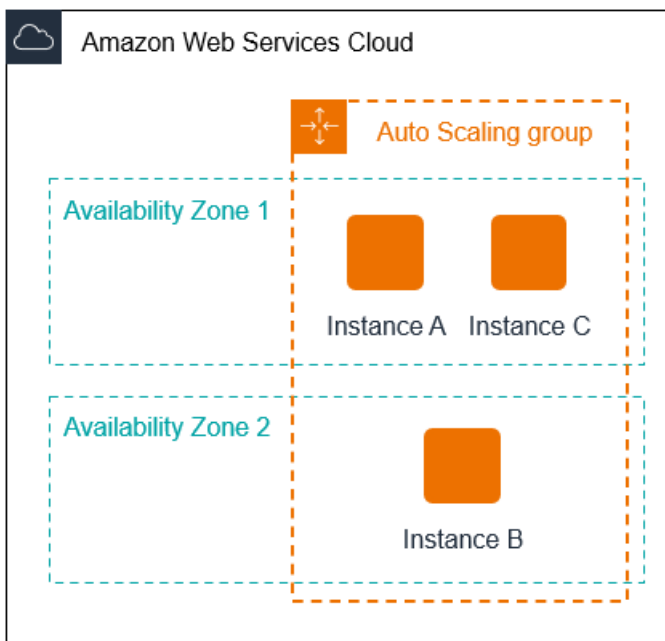 Amazon Web Services Cloud
Auto Scaling group
Availability Zone 1
Instance A
Instance C
Availability Zone 2
Instance B